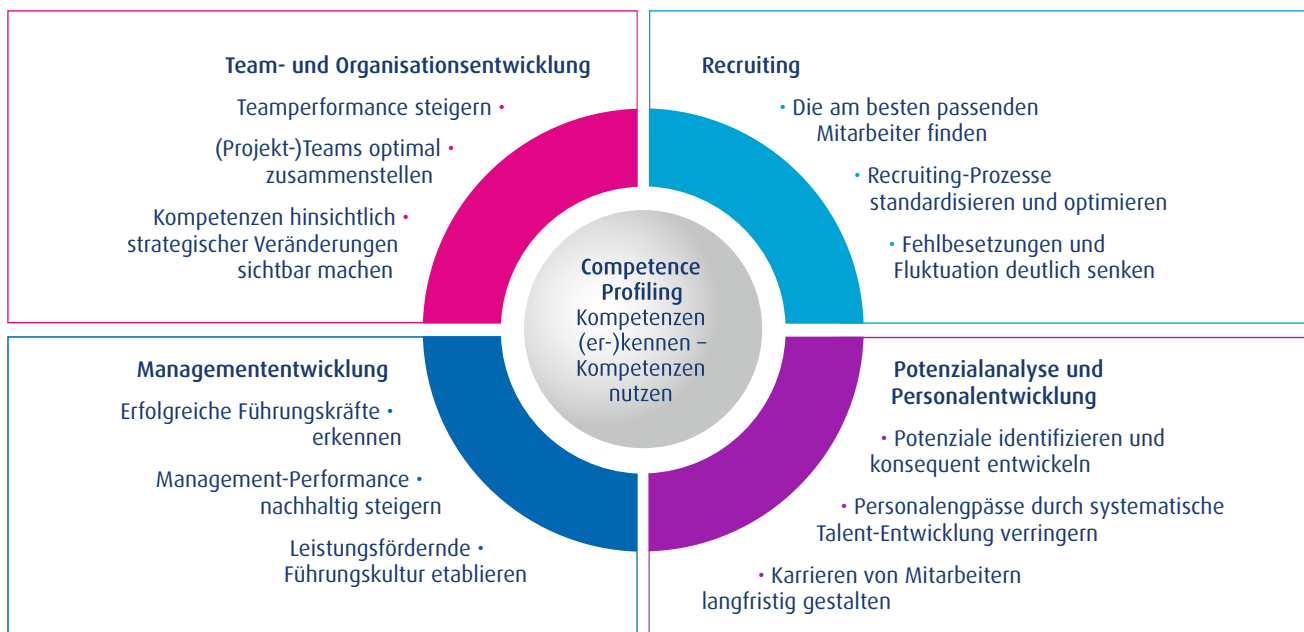 Team- und Organisationsentwicklung
Teamperformance steigern •
(Projekt-)Teams optimal •
zusammenstellen
Kompetenzen hinsichtlich •
strategischer Veränderungen
sichtbar machen
Recruiting
• Die am besten passenden
Mitarbeiter finden
• Recruiting-Prozesse
standardisieren und optimieren
• Fehlbesetzungen und
Fluktuation deutlich senken
Competence
Profiling
Kompetenzen
(er-)kennen –
Kompetenzen
nutzen
Managemententwicklung
Erfolgreiche Führungskräfte •
erkennen
Management-Performance •
nachhaltig steigern
Leistungsfördernde •
Führungskultur etablieren
Potenzialanalyse und
Personalentwicklung
• Potenziale identifizieren und
konsequent entwickeln
• Personalengpässe durch systematische
Talent-Entwicklung verringern
• Karrieren von Mitarbeitern
langfristig gestalten